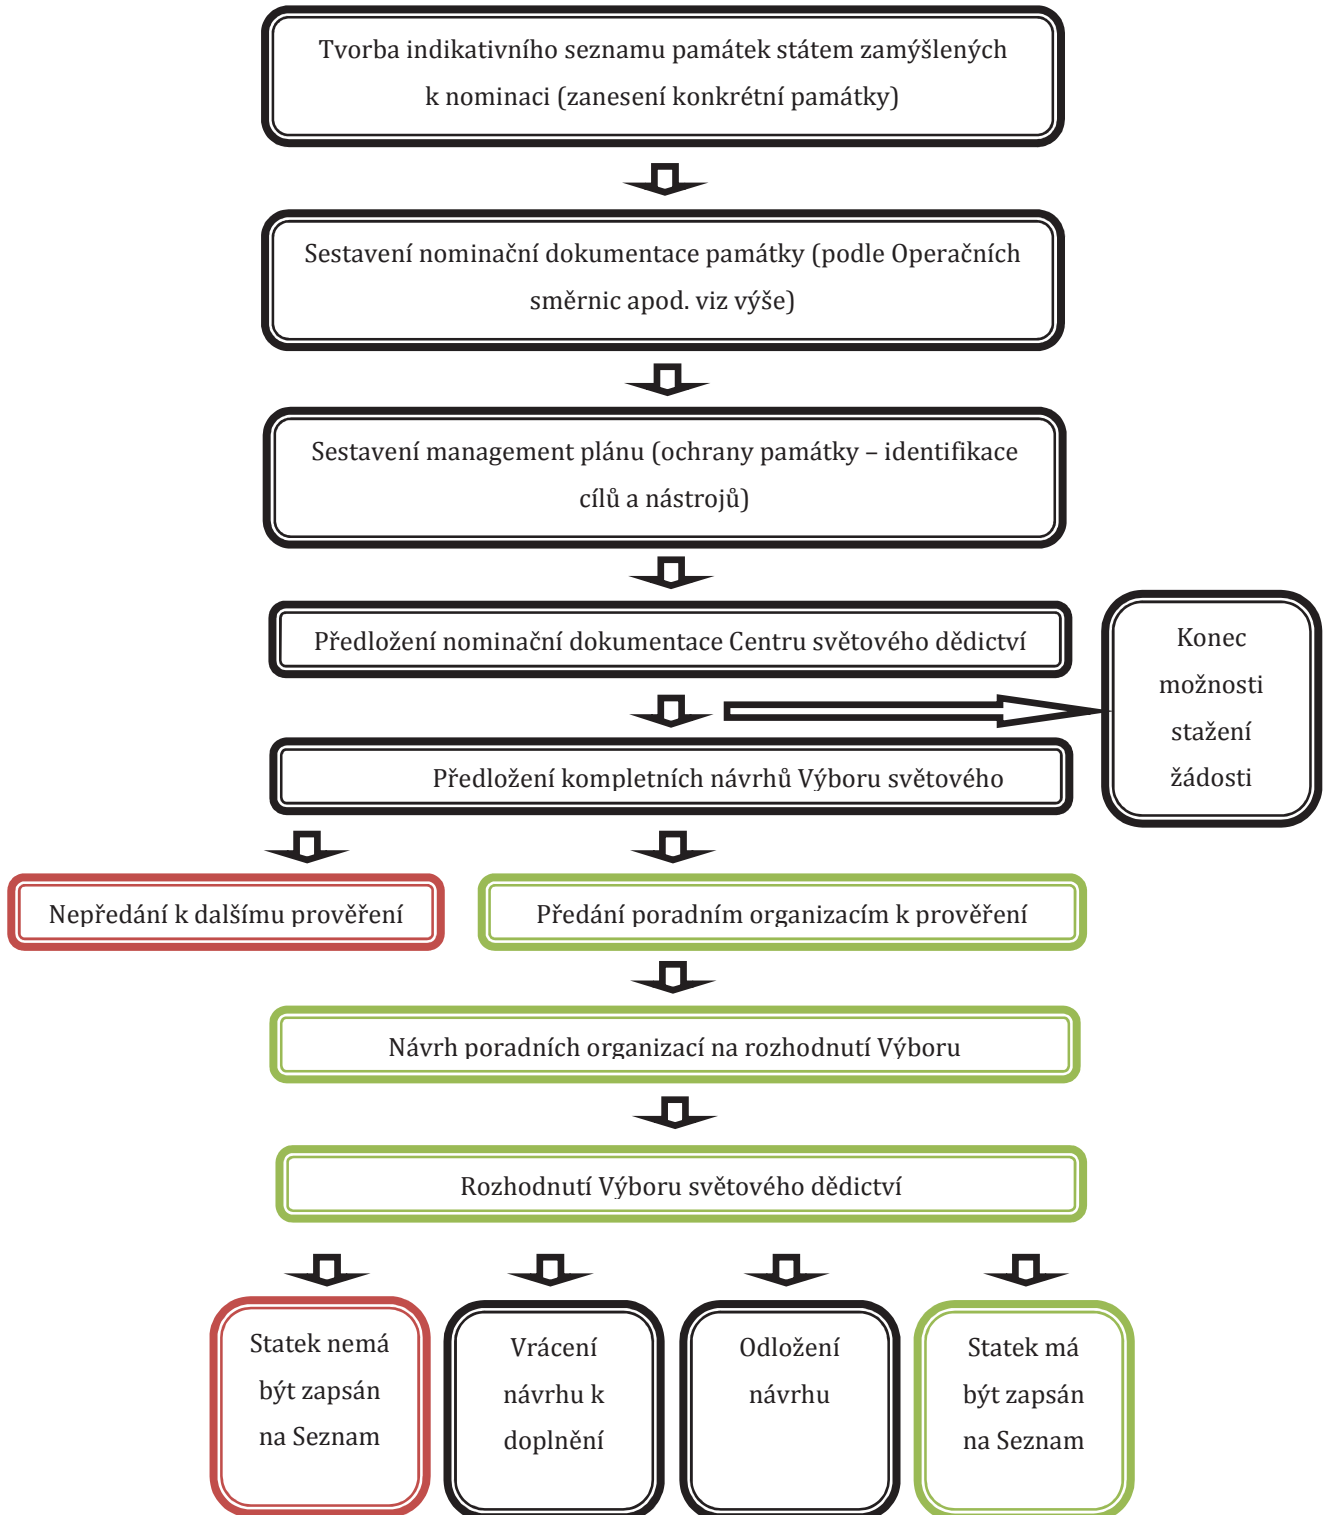 Tvorba indikativního seznamu památek státem zamýšlených
k nominaci (zanesení konkrétní památky)
Sestavení nominační dokumentace památky (podle Operačních
směrnic apod. viz výše)
Sestavení management plánu (ochrany památky – identifikace
cílů a nástrojů)
Předložení nominační dokumentace Centru světového dědictví
Konec
možnosti
stažení
žádosti
Předložení kompletních návrhů Výboru světového
Nepředání k dalšímu prověření
Předání poradním organizacím k prověření
Návrh poradních organizací na rozhodnutí Výboru
Rozhodnutí Výboru světového dědictví
Statek nemá
být zapsán
na Seznam
Vrácení
návrhu k
doplnění
Odložení
návrhu
Statek má
být zapsán
na Seznam